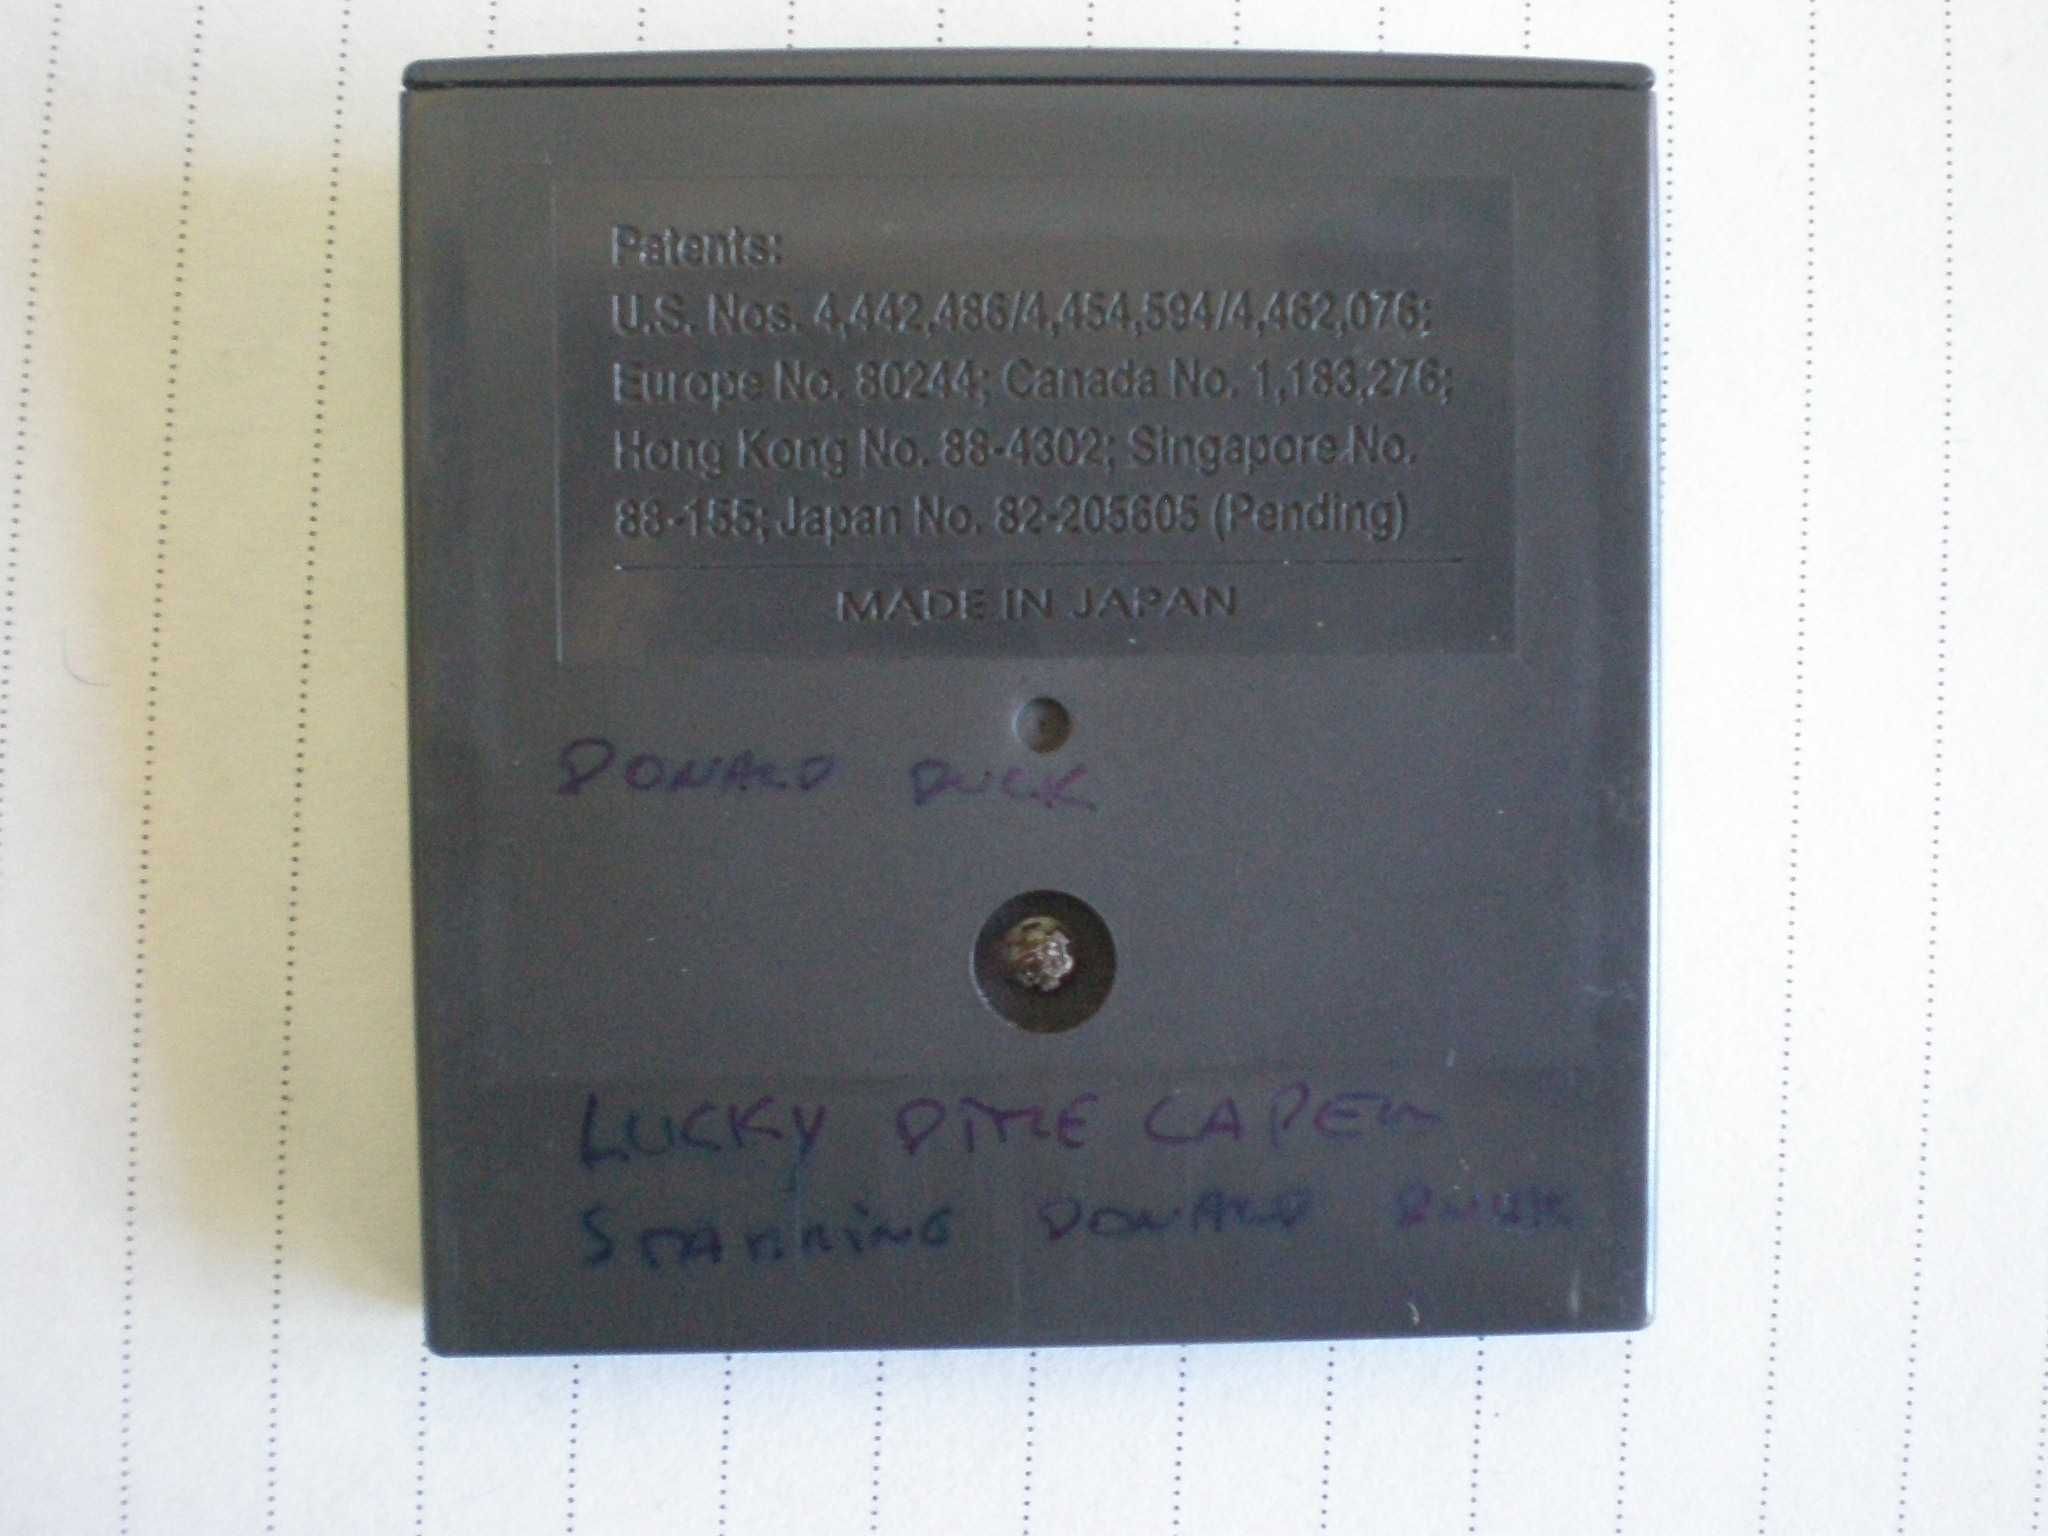 Patents:
U.S. Nos. 4,442,486/4,454,594/4,462,076;
Europe No. 80244; Canada No. 1,183,276;
Hong Kong No. 88-4302; Singapore No.
88-155; Japan No. 82-205605 (Pending)
MADE IN JAPAN
DONALD DUCK
LUCKY DIME CAPER
STARRING DONALD DUCK